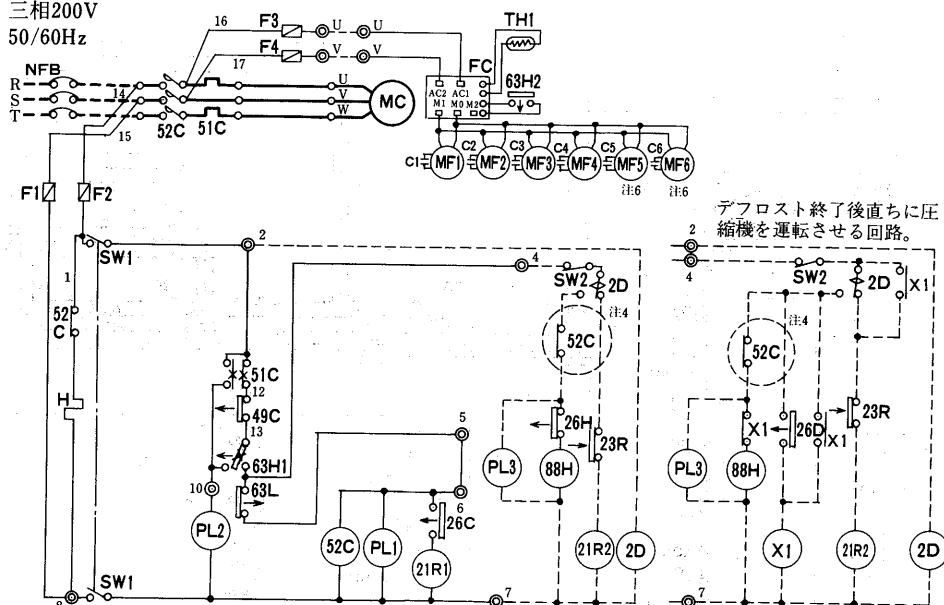 三相200V
50/60Hz
16
F3
U
U
TH1
F4
V
V
17
FC
63H2
NFB
R
S
T
14
15
52C
51C
U
V
W
MC
AC2
AC1
M1
M0
M2
C1
MF1
C2
MF2
C3
MF3
C4
MF4
C5
MF5
C6
MF6
注6
注6
F1
F2
デフロスト終了後直ちに圧
縮機を運転させる回路。
SW1
2
1
52
C
H
4
SW2
2D
注4
52C
51C
12
49C
13
63H1
63L
10
PL2
5
6
26C
52C
PL1
21R1
26H
23R
PL3
88H
21R2
2D
7
SW1
8
2
4
SW2
2D
X1
注4
52C
X1
26D
X1
23R
PL3
88H
X1
21R2
2D
7